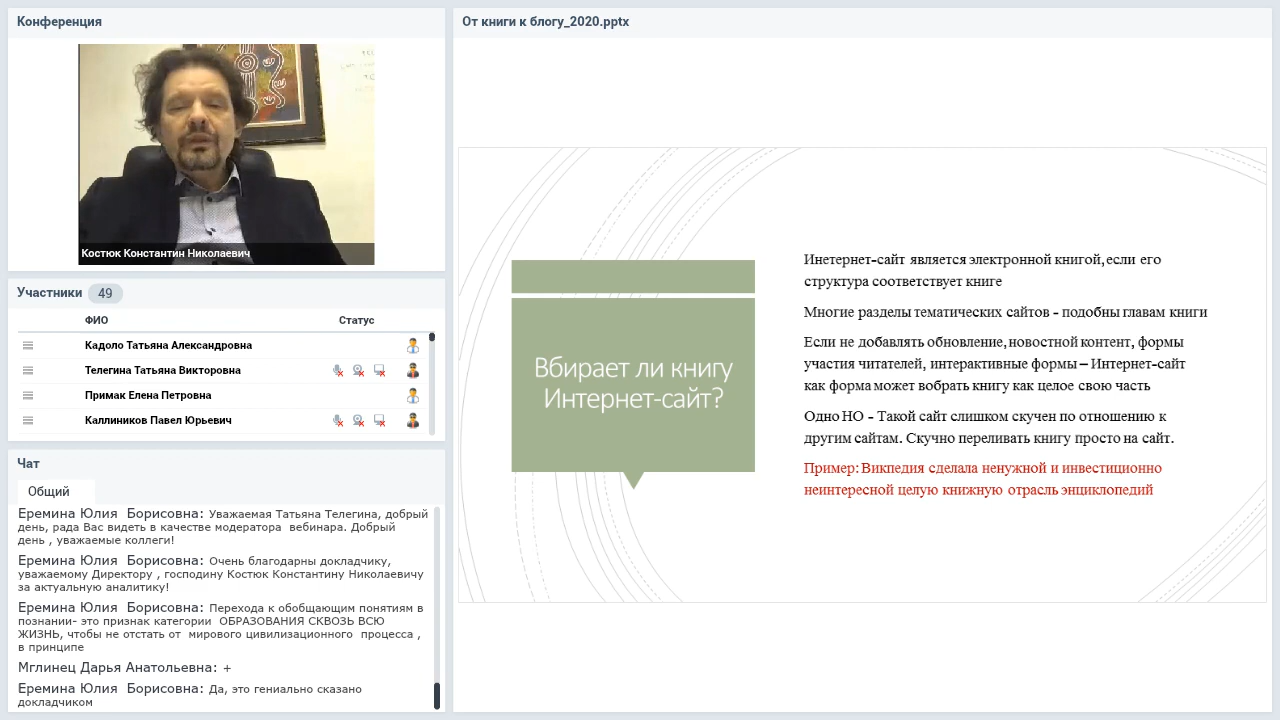 Конференция
Костюк Константин Николаевич
Участники 49
ФИО Статус
Кадоло Татьяна Александровна
Телегина Татьяна Викторовна
Примак Елена Петровна
Каллиников Павел Юрьевич
Чат
Общий
Еремина Юлия Борисовна: Уважаемая Татьяна Телегина, добрый
день, рада Вас видеть в качестве модератора вебинара. Добрый
день , уважаемые коллеги!
Еремина Юлия Борисовна: Очень благодарны докладчику,
уважаемому Директору , господину Костюк Константину Николаевичу
за актуальную аналитику!
Еремина Юлия Борисовна: Перехода к обобщающим понятиям в
познании- это признак категории ОБРАЗОВАНИЯ СКВОЗЬ ВСЮ
ЖИЗНЬ, чтобы не отстать от мирового цивилизационного процесса ,
в принципе
Мглинец Дарья Анатольевна: +
Еремина Юлия Борисовна: Да, это гениально сказано
докладчиком
От книги к блогу_2020.pptx
Вбирает ли книгу
Интернет-сайт?
Инетернет-сайт является электронной книгой, если его
структура соответствует книге
Многие разделы тематических сайтов - подобны главам книги
Если не добавлять обновление, новостной контент, формы
участия читателей, интерактивные формы – Интернет-сайт
как форма может вобрать книгу как целое свою часть
Одно НО - Такой сайт слишком скучен по отношению к
другим сайтам. Скучно переливать книгу просто на сайт.
Пример: Викпедия сделала ненужной и инвестиционно
неинтересной целую книжную отрасль энциклопедий